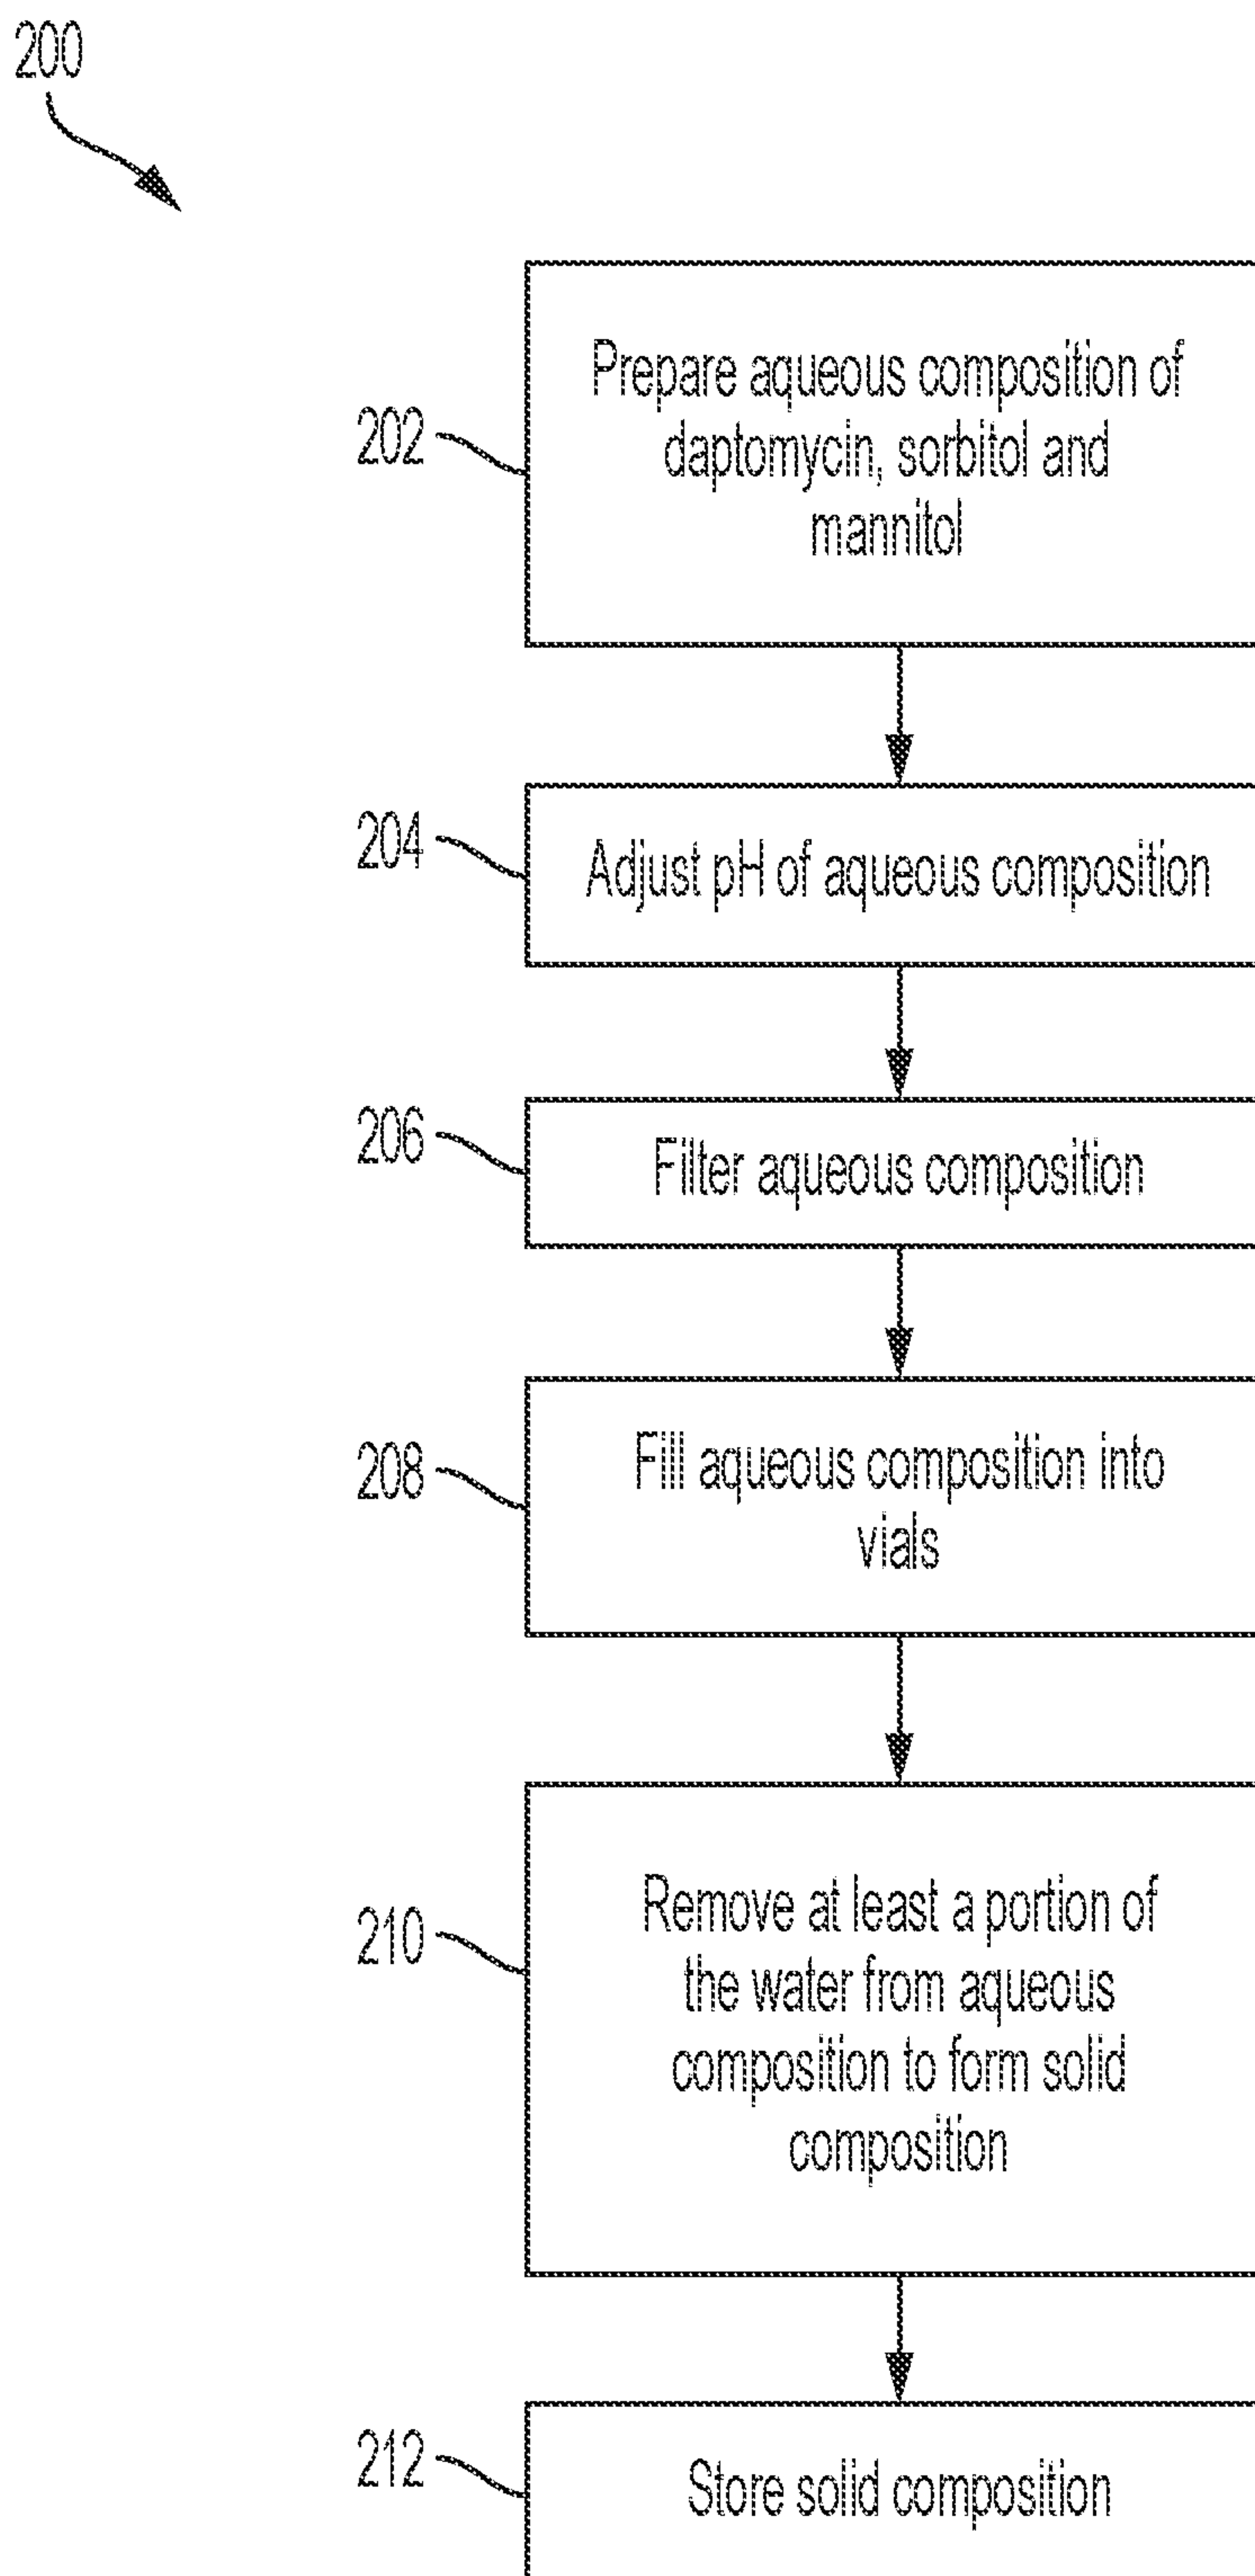 200
202
Prepare aqueous composition of
daptomycin, sorbitol and
mannitol
204
Adjust pH of aqueous composition
206
Filter aqueous composition
208
Fill aqueous composition into
vials
210
Remove at least a portion of
the water from aqueous
composition to form solid
composition
212
Store solid composition